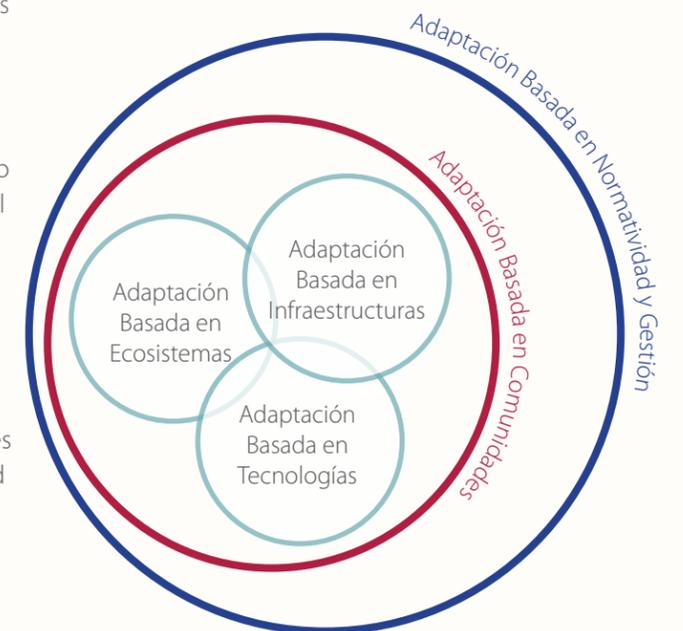 s
Adaptación Basada en Normatividad y Gestión
Adaptación Basada en Comunidades
o
l
Adaptación
Basada en
Infraestructuras
Adaptación
Basada en
Ecosistemas
Adaptación
Basada en
Tecnologías
s
d